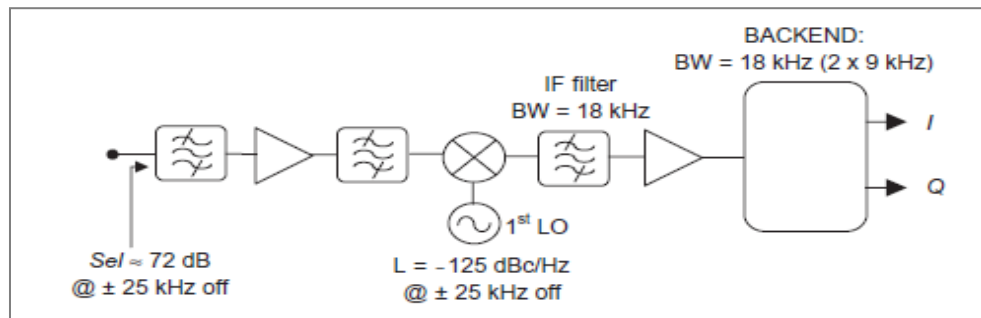 BACKEND:
BW = 18 kHz (2 x 9 kHz)
IF filter
BW = 18 kHz
I
Q
1st LO
Sel ≈ 72 dB
@ ± 25 kHz off
L = -125 dBc/Hz
@ ± 25 kHz off